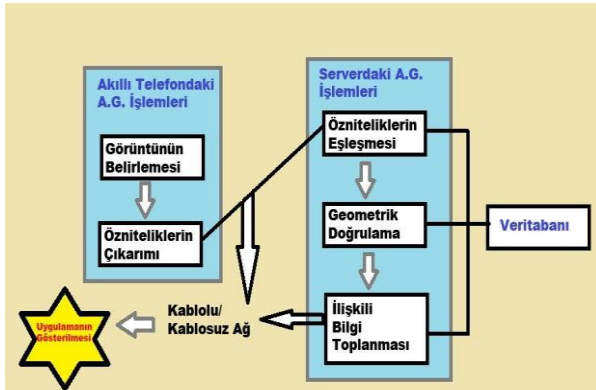 Akıllı Telefondaki
A.G. İşlemleri
Görüntünün
Belirlemesi
Özniteliklerin
Çıkarımı
Serverdaki A.G.
İşlemleri
Özniteliklerin
Eşleşmesi
Geometrik
Doğrulama
İlişkili
Bilgi
Toplanması
Veritabanı
Kablolu/
Kablosuz Ağ
Uygulamanın
Gösterilmesi